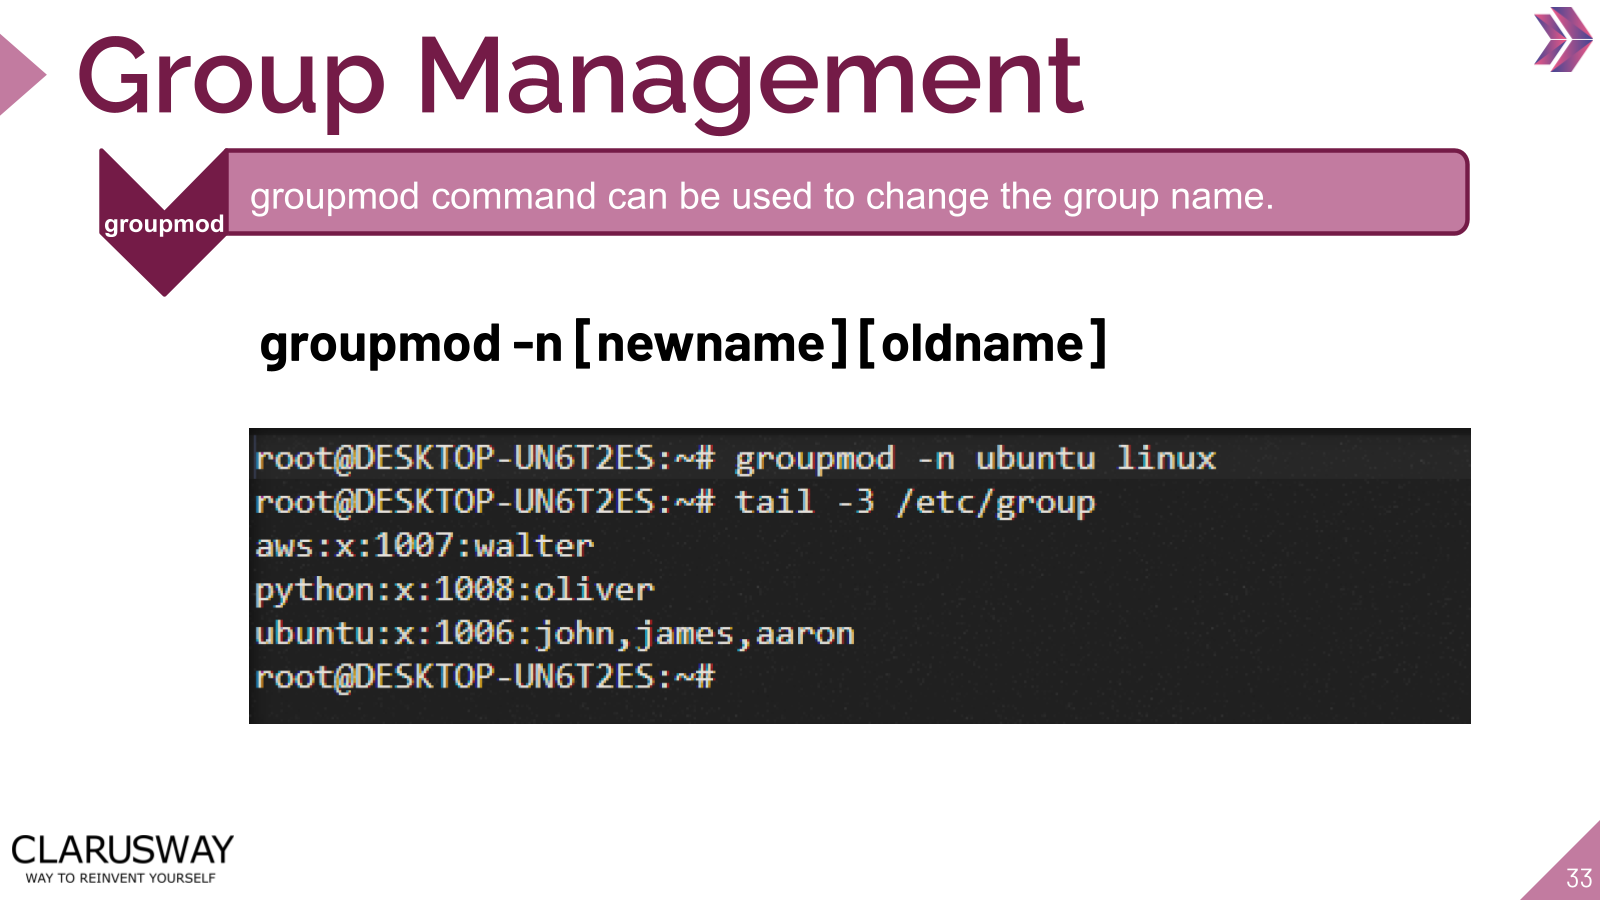 Group Management
groupmod
groupmod command can be used to change the group name.
groupmod -n [newname] [oldname]
root@DESKTOP-UN6T2ES:~# groupmod -n ubuntu linux
root@DESKTOP-UN6T2ES:~# tail -3 /etc/group
aws:x:1007:walter
python:x:1008:oliver
ubuntu:x:1006:john,james,aaron
root@DESKTOP-UN6T2ES:~#
CLARUSWAY
WAY TO REINVENT YOURSELF
33